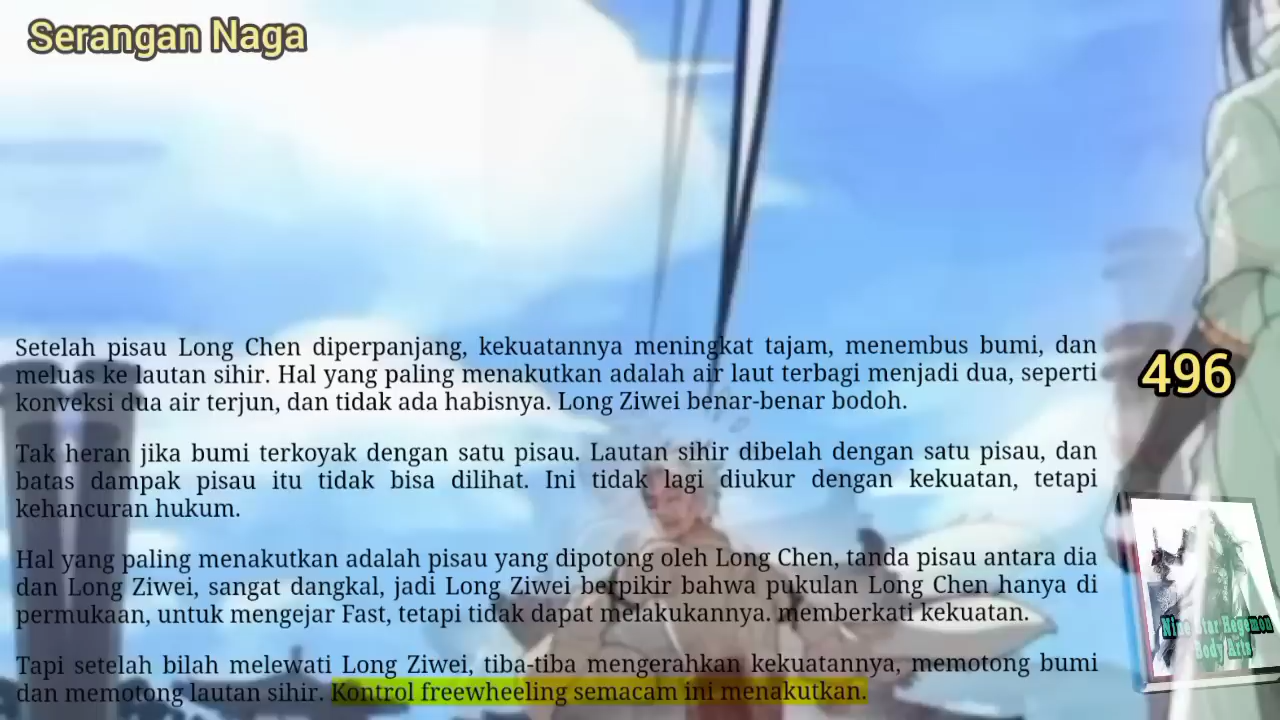 Serangan Naga
Setelah pisau Long Chen diperpanjang, kekuatannya meningkat tajam, menembus bumi, dan
meluas ke lautan sihir. Hal yang paling menakutkan adalah air laut terbagi menjadi dua, seperti
konveksi dua air terjun, dan tidak ada habisnya. Long Ziwei benar-benar bodoh.
Tak heran jika bumi terkoyak dengan satu pisau. Lautan sihir dibelah dengan satu pisau, dan
batas dampak pisau itu tidak bisa dilihat. Ini tidak lagi diukur dengan kekuatan, tetapi
kehancuran hukum.
Hal yang paling menakutkan adalah pisau yang dipotong oleh Long Chen, tanda pisau antara dia
dan Long Ziwei, sangat dangkal, jadi Long Ziwei berpikir bahwa pukulan Long Chen hanya di
permukaan, untuk mengejar Fast, tetapi tidak dapat melakukannya. memberkati kekuatan.
Tapi setelah bilah melewati Long Ziwei, tiba-tiba mengerahkan kekuatannya, memotong bumi
dan memotong lautan sihir. Kontrol freewheeling semacam ini menakutkan.
496
Nine Star Hegemon
Body Arts